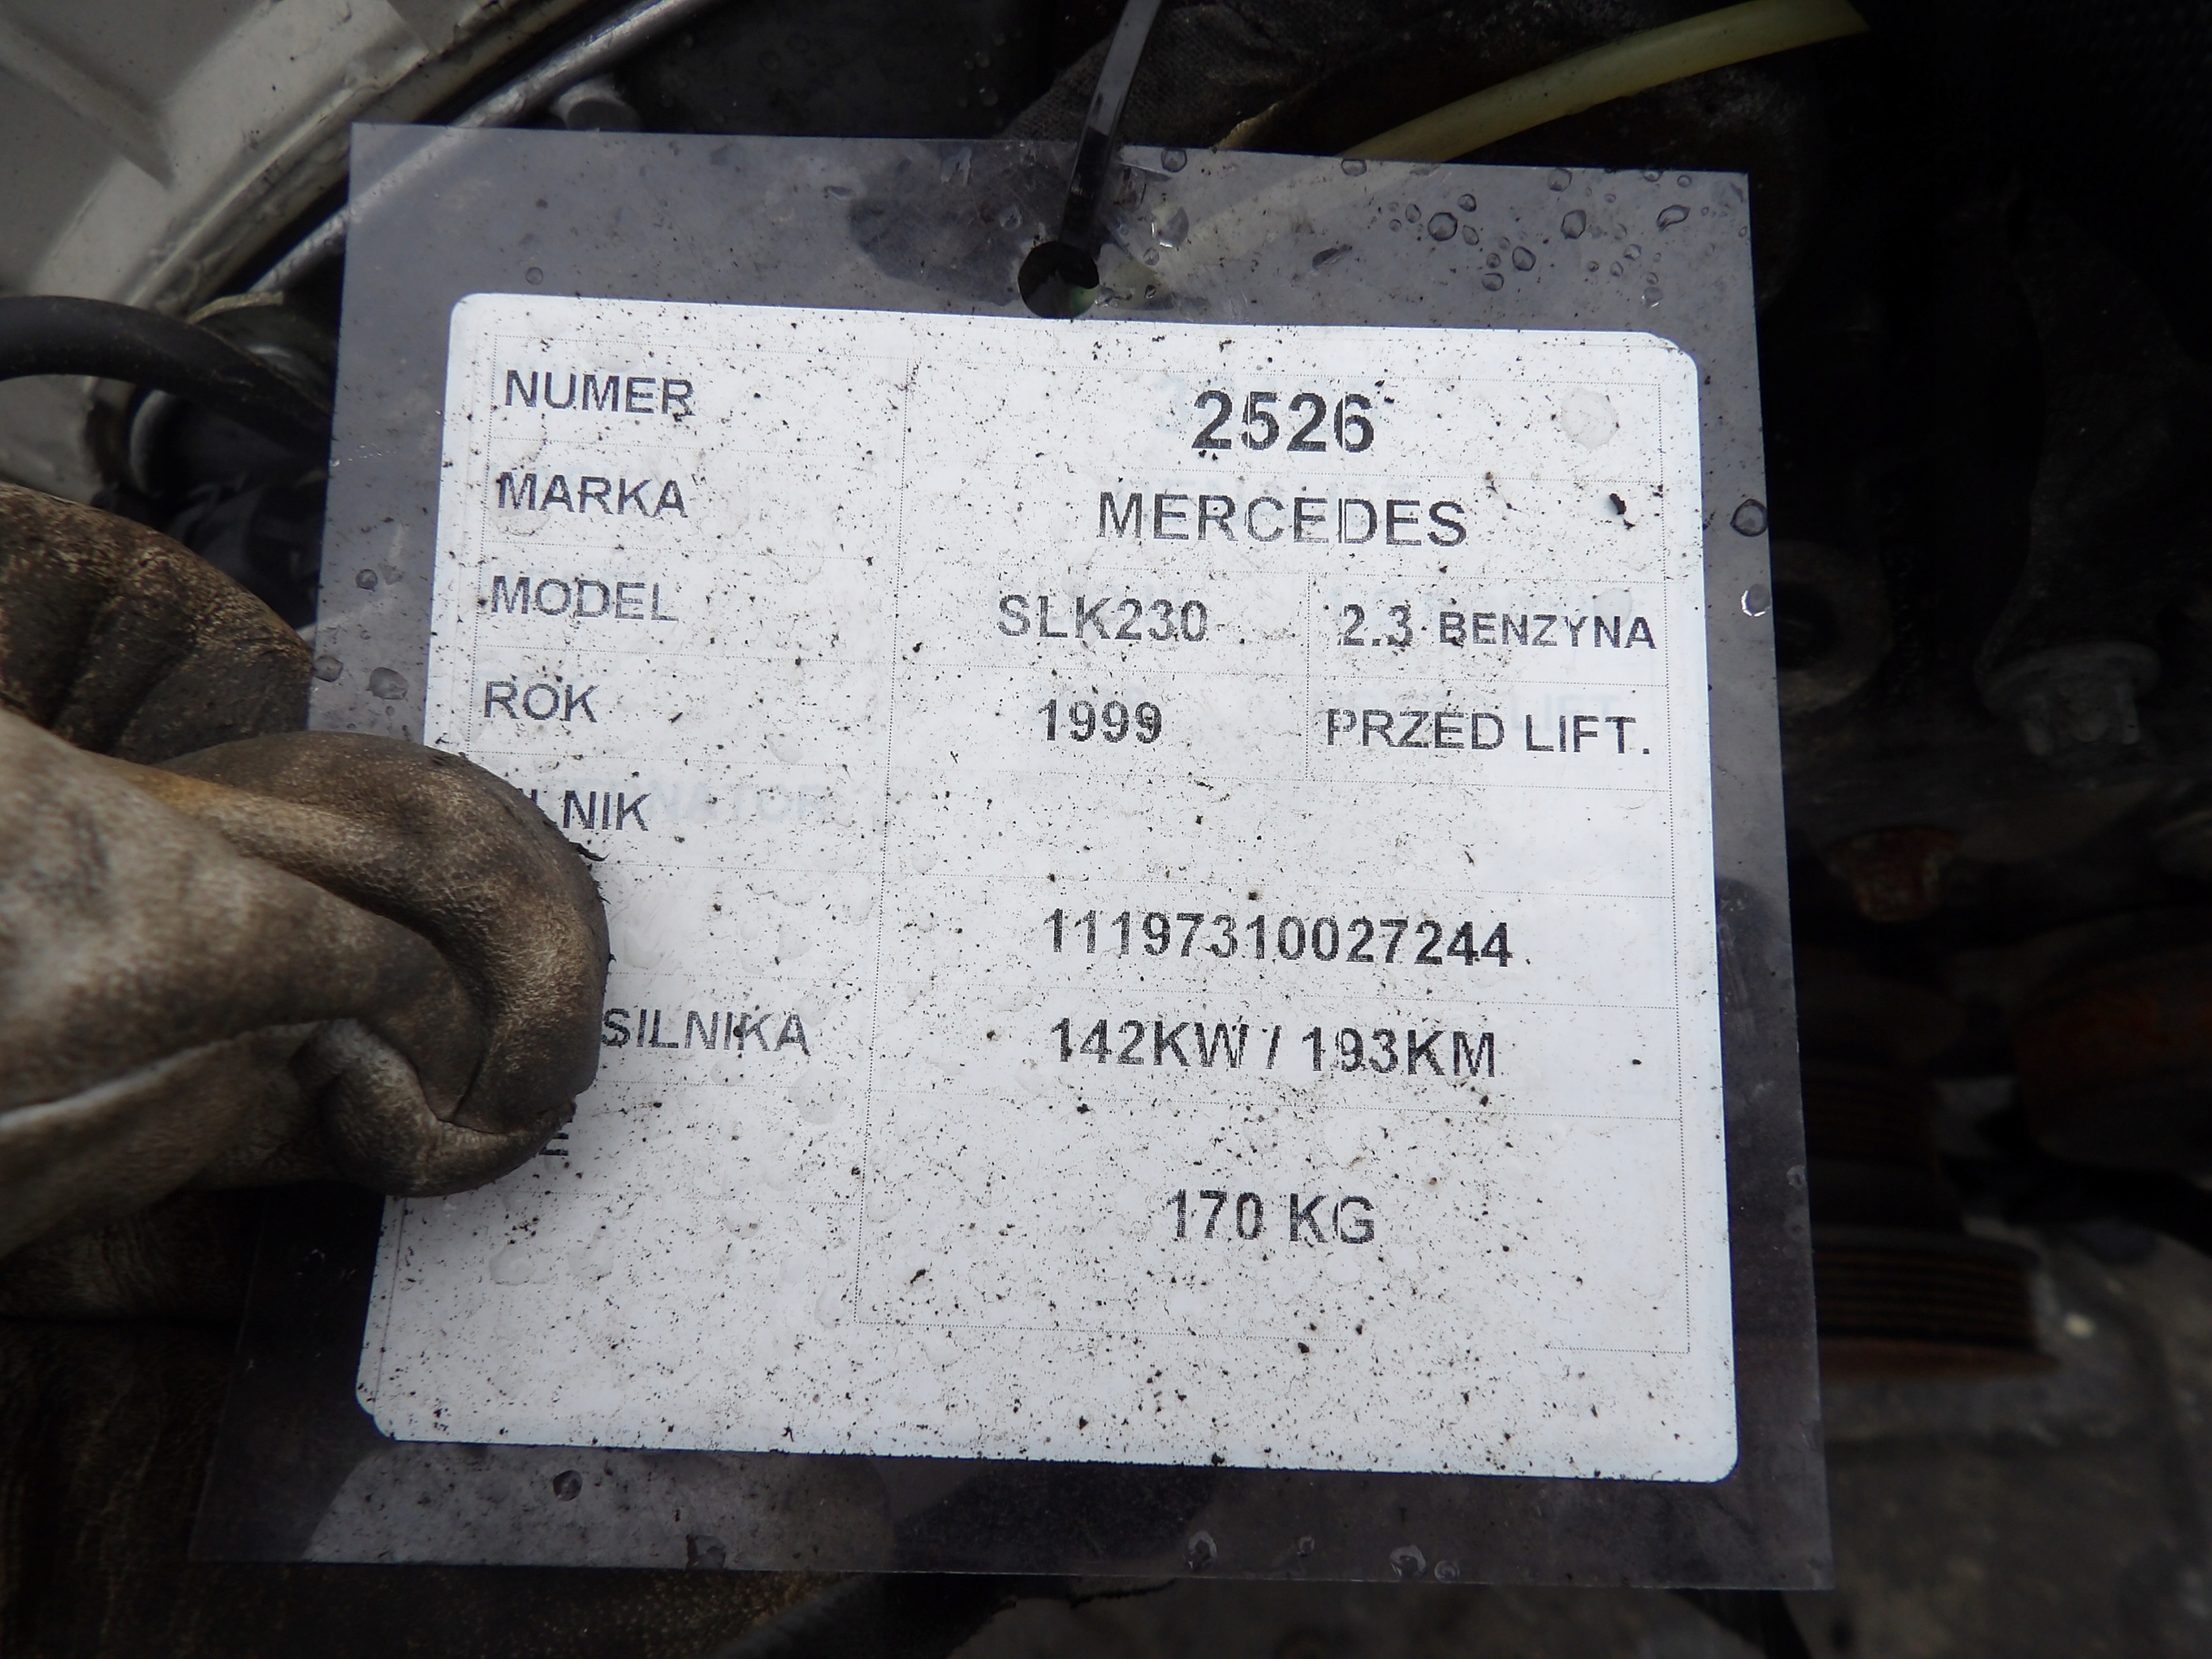 NUMER 2526
MARKA MERCEDES
MODEL SLK230 2.3 BENZYNA
ROK 1999 PRZED LIFT.
ILNIK
11197310027244
SILNIKA 142KW / 193KM
E
170 KG